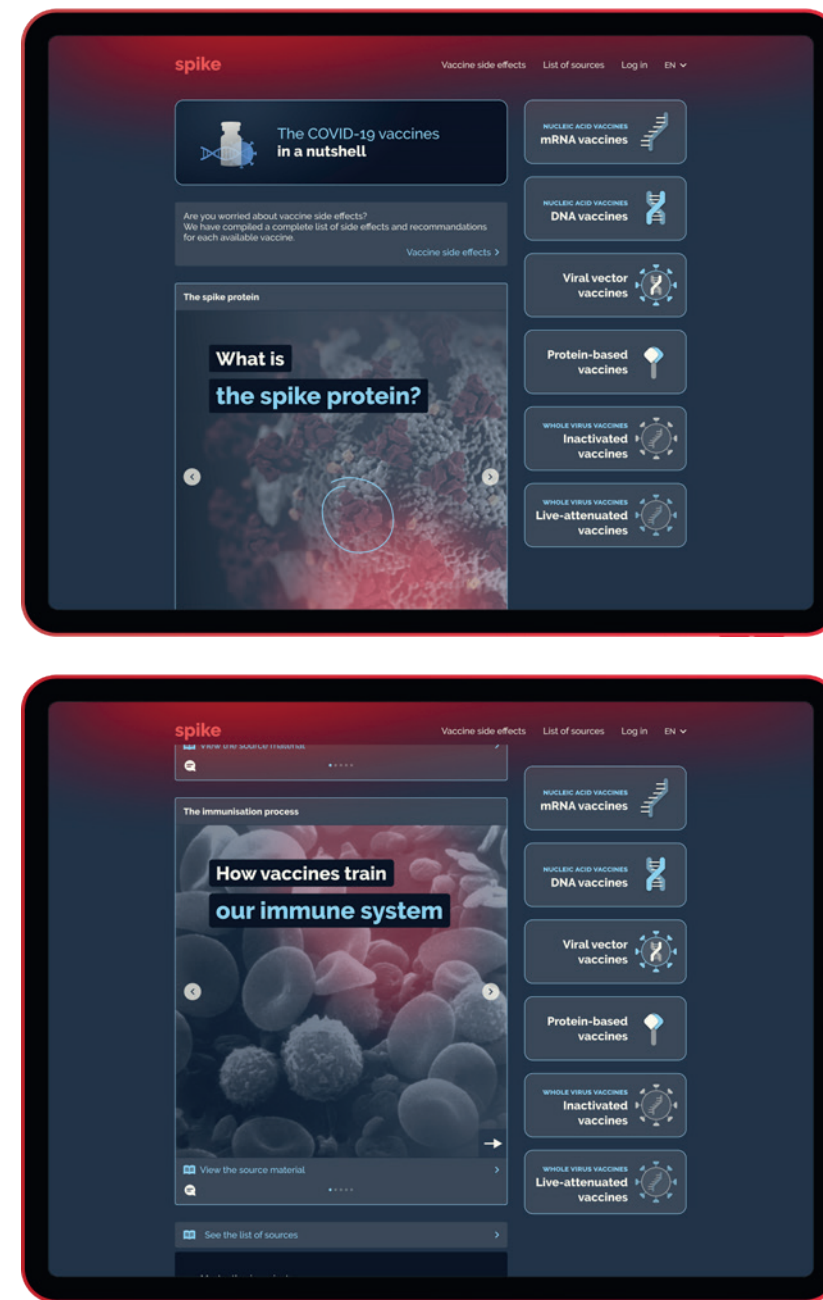 spike
Vaccine side effects
List of sources
Log in
EN
The COVID-19 vaccines
in a nutshell
Are you worried about vaccine side effects?
We have compiled a complete list of side effects and recommandations
for each available vaccine.
Vaccine side effects
The spike protein
What is
the spike protein?
NUCLEIC ACID VACCINES
mRNA vaccines
NUCLEIC ACID VACCINES
DNA vaccines
Viral vector
vaccines
Protein-based
vaccines
WHOLE VIRUS VACCINES
Inactivated
vaccines
WHOLE VIRUS VACCINES
Live-attenuated
vaccines
spike
Vaccine side effects
List of sources
Log in
EN
View the source material
The immunisation process
How vaccines train
our immune system
View the source material
See the list of sources
NUCLEIC ACID VACCINES
mRNA vaccines
NUCLEIC ACID VACCINES
DNA vaccines
Viral vector
vaccines
Protein-based
vaccines
WHOLE VIRUS VACCINES
Inactivated
vaccines
WHOLE VIRUS VACCINES
Live-attenuated
vaccines